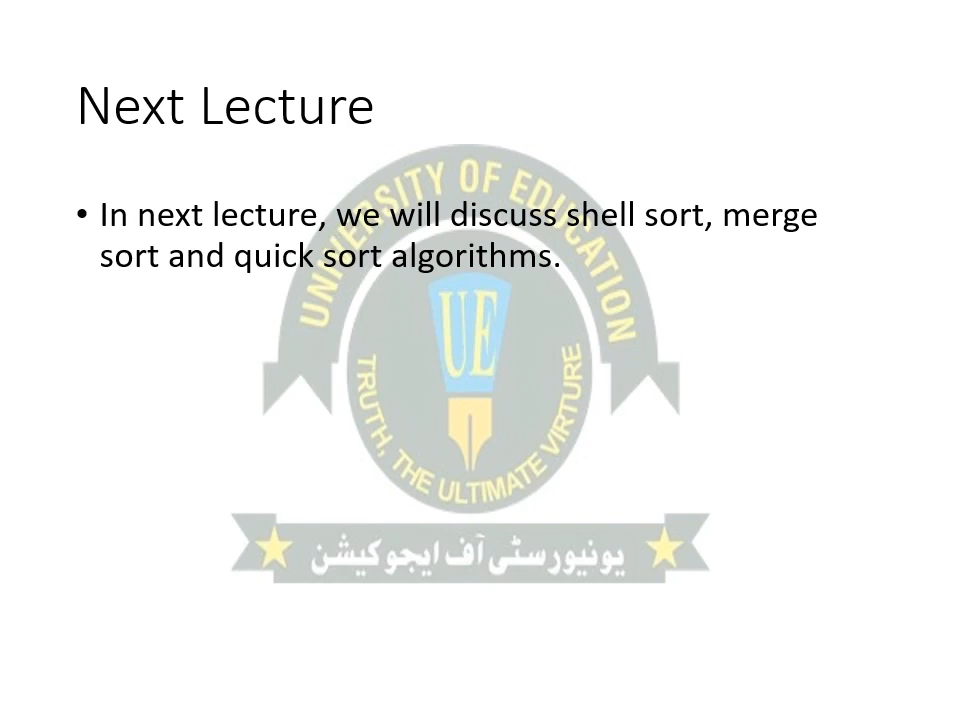 Next Lecture
• In next lecture, we will discuss shell sort, merge
sort and quick sort algorithms.
UNIVERSITY OF EDUCATION
UE
TRUTH, THE ULTIMATE VIRTURE
یونیورسٹی آف ایجوکیشن